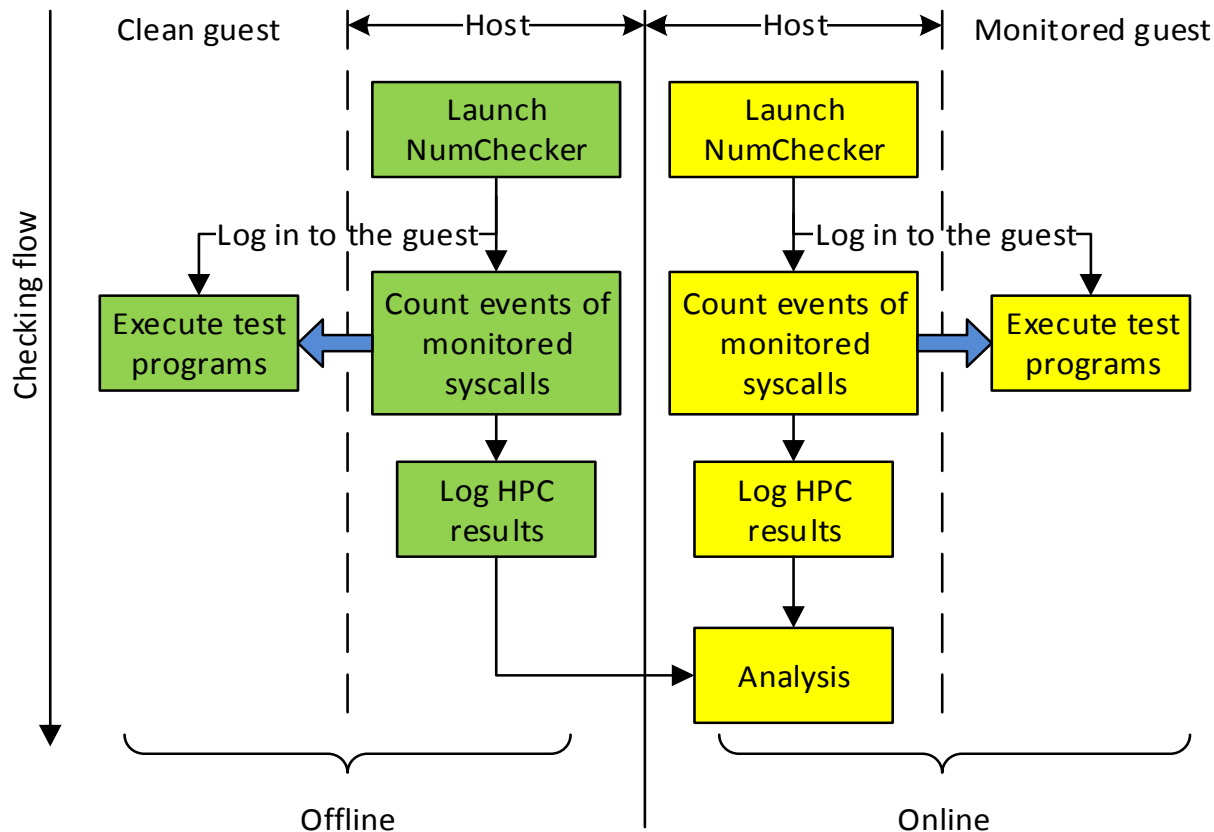 Clean guest
Host
Host
Monitored guest
Launch
NumChecker
Launch
NumChecker
Log in to the guest
Log in to the guest
Checking flow
Execute test
programs
Count events of
monitored
syscalls
Count events of
monitored
syscalls
Execute test
programs
Log HPC
results
Log HPC
results
Analysis
Offline
Online